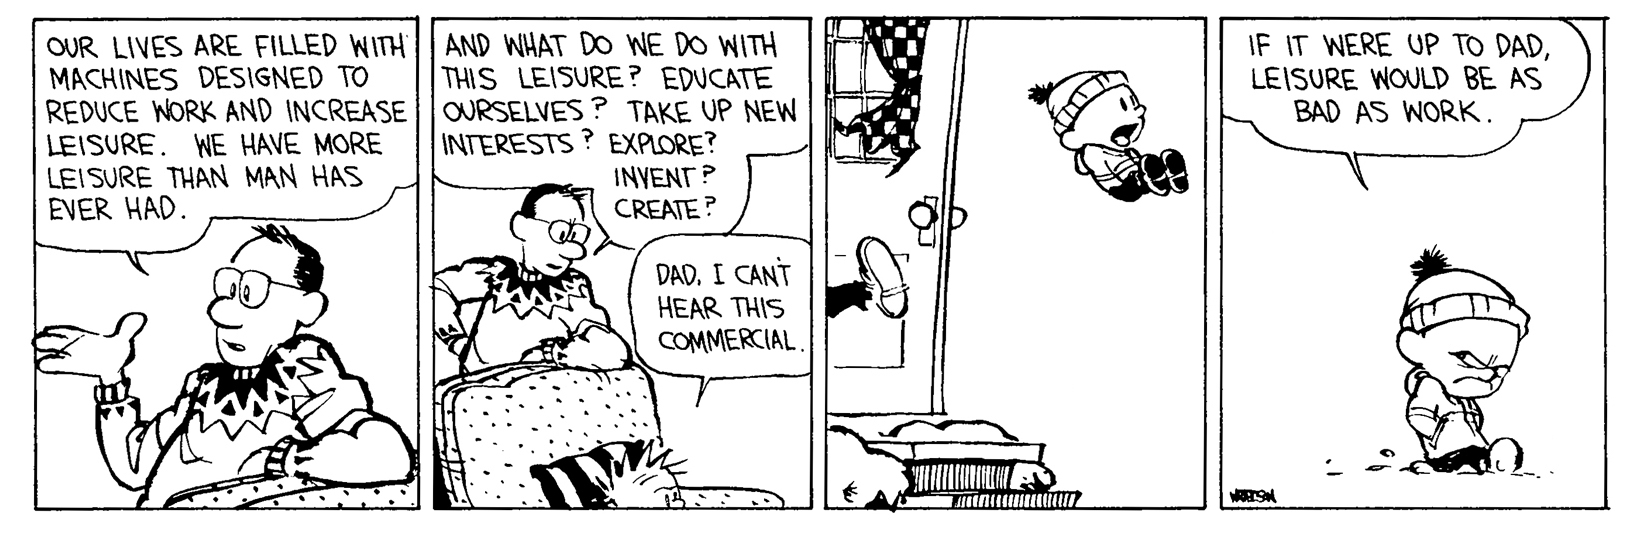 OUR LIVES ARE FILLED WITH
MACHINES DESIGNED TO
REDUCE WORK AND INCREASE
LEISURE. WE HAVE MORE
LEISURE THAN MAN HAS
EVER HAD.
AND WHAT DO WE DO WITH
THIS LEISURE? EDUCATE
OURSELVES? TAKE UP NEW
INTERESTS? EXPLORE?
INVENT?
CREATE?
DAD, I CAN'T
HEAR THIS
COMMERCIAL.
IF IT WERE UP TO DAD,
LEISURE WOULD BE AS
BAD AS WORK.
WATTERSON